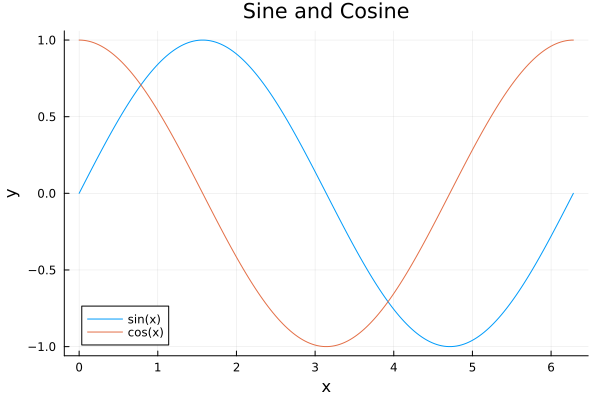 Sine and Cosine
1.0
0.5
0.0
−0.5
−1.0
y
sin(x)
cos(x)
0 1 2 3 4 5 6
x